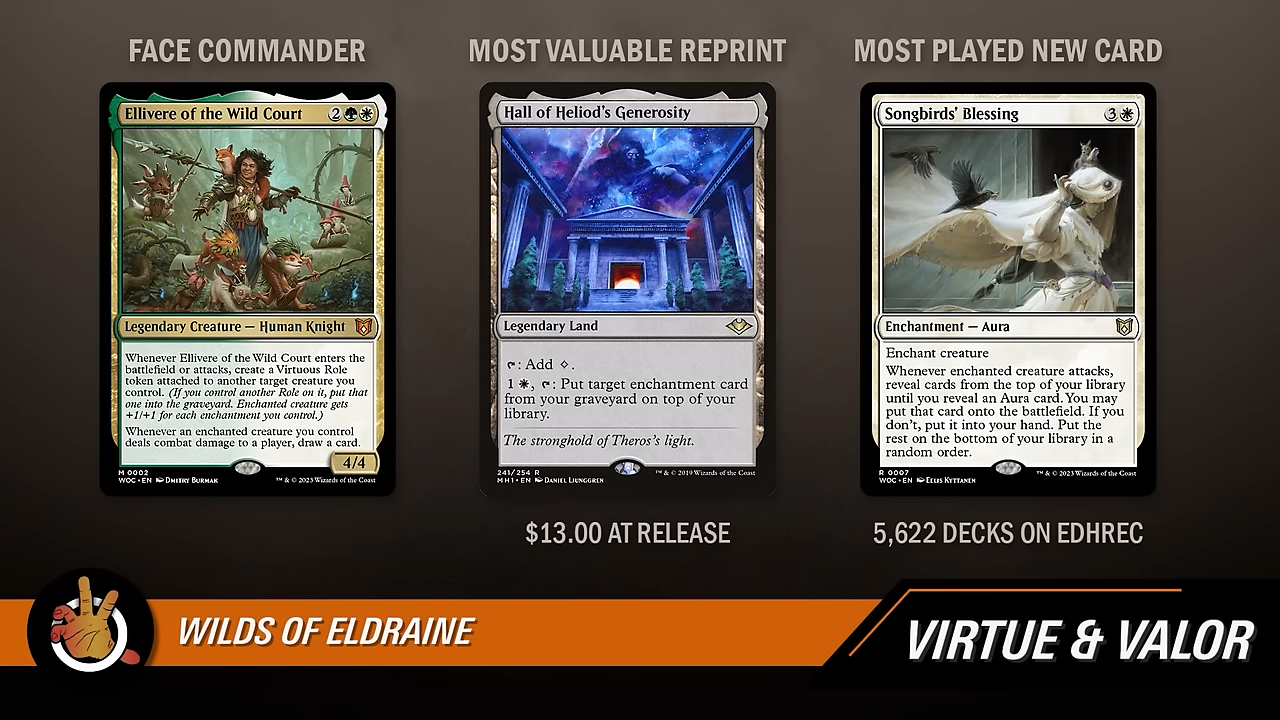 FACE COMMANDER
MOST VALUABLE REPRINT
MOST PLAYED NEW CARD
Ellivere of the Wild Court 2
Legendary Creature — Human Knight
Whenever Ellivere of the Wild Court enters the
battlefield or attacks, create a Virtuous Role
token attached to another target creature you
control. (If you control another Role on it, put that
one into the graveyard. Enchanted creature gets
+1/+1 for each enchantment you control.)
Whenever an enchanted creature you control
deals combat damage to a player, draw a card.
4/4
M 0002
WOC • EN Dmitry Burmak ™ & © 2023 Wizards of the Coast
Hall of Heliod's Generosity
Legendary Land
: Add .
1 , : Put target enchantment card
from your graveyard on top of your
library.
The stronghold of Theros's light.
241/254 R
MH1 • EN Daniel Ljunggren
™ & © 2019 Wizards of the Coast
Songbirds' Blessing 3
Enchantment — Aura
Enchant creature
Whenever enchanted creature attacks,
reveal cards from the top of your library
until you reveal an Aura card. You may
put that card onto the battlefield. If you
don't, put it into your hand. Put the
rest on the bottom of your library in a
random order.
R 0007
WOC • EN Eelis Kyttanen
™ & © 2023 Wizards of the Coast
$13.00 AT RELEASE
5,622 DECKS ON EDHREC
WILDS OF ELDRAINE
VIRTUE & VALOR